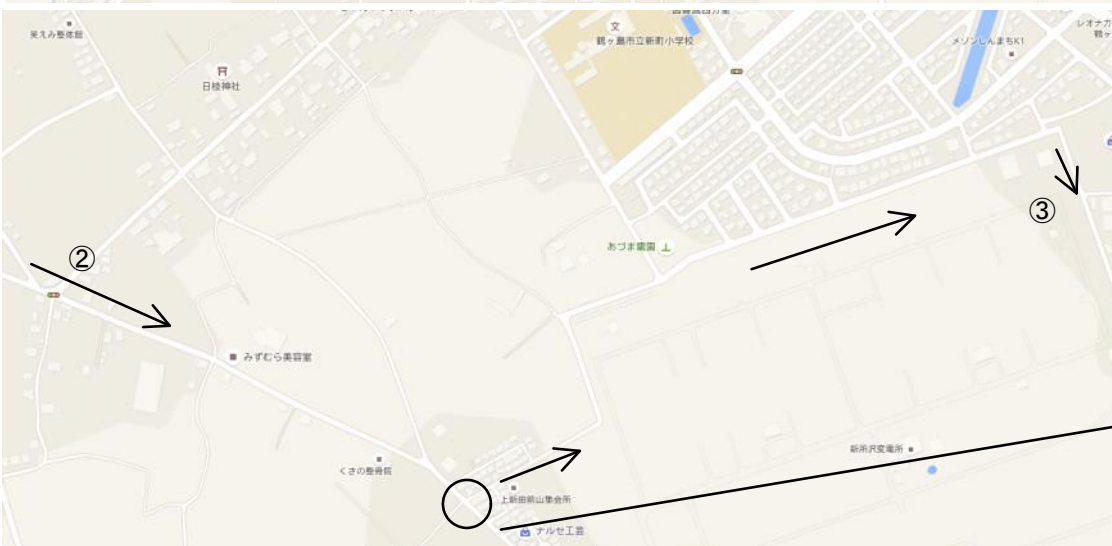 笑えみ整体館
日枝神社
鶴ヶ島市立新町小学校
メゾンしんまちK1
レオナガ
鶴ヶ
②
③
あづま霊園
みずむら美容室
くさの整骨院
新所沢変電所
上新田前山集会所
ナルセ工芸